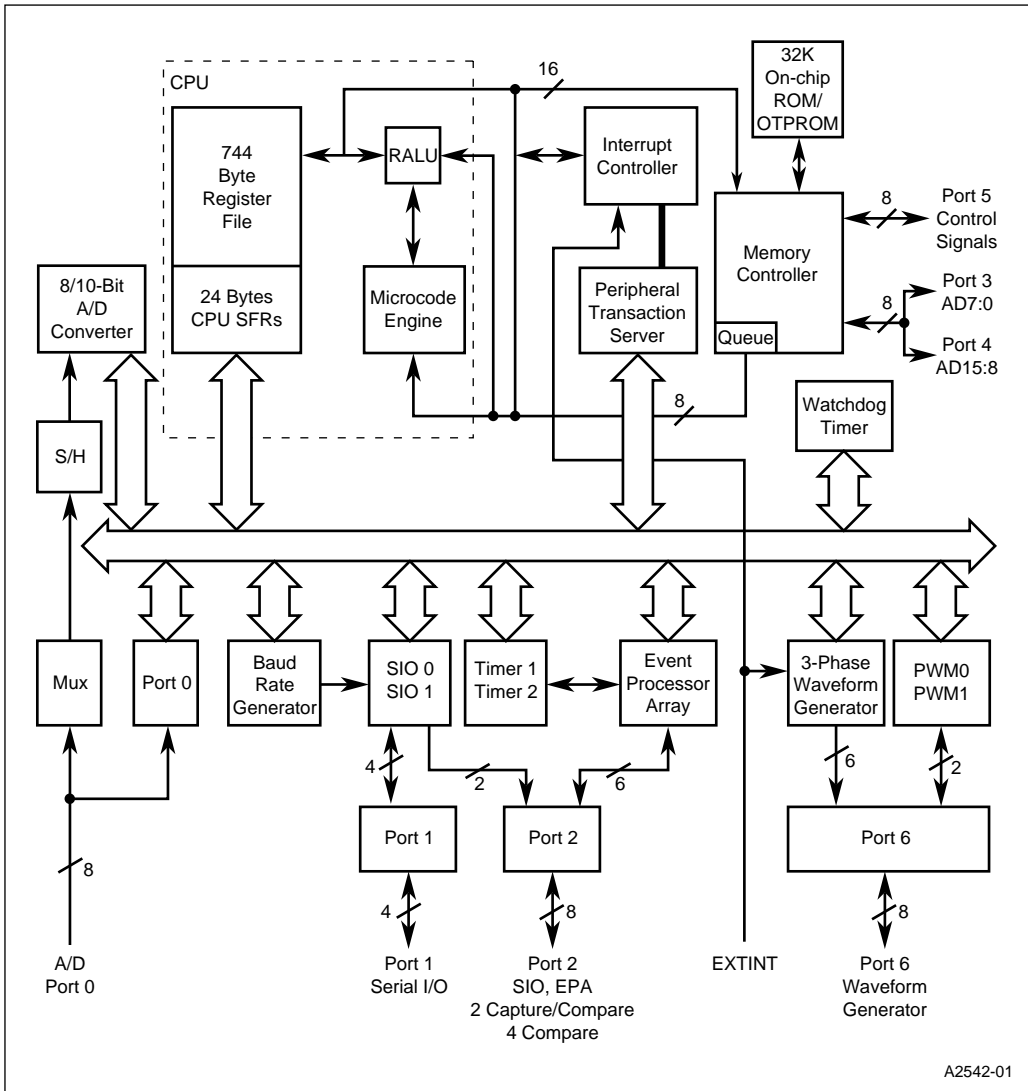 CPU
16
32K
On-chip
ROM/
OTPROM
744
Byte
Register
File
RALU
Interrupt
Controller
8
Port 5
Control
Signals
Memory
Controller
8/10-Bit
A/D
Converter
24 Bytes
CPU SFRs
Microcode
Engine
Peripheral
Transaction
Server
Queue
8
Port 3
AD7:0
Port 4
AD15:8
8
Watchdog
Timer
S/H
Mux
Port 0
Baud
Rate
Generator
SIO 0
SIO 1
Timer 1
Timer 2
Event
Processor
Array
3-Phase
Waveform
Generator
PWM0
PWM1
4
2
6
6
2
Port 1
Port 2
Port 6
8
4
8
8
A/D
Port 0
Port 1
Serial I/O
Port 2
SIO, EPA
2 Capture/Compare
4 Compare
EXTINT
Port 6
Waveform
Generator
A2542-01